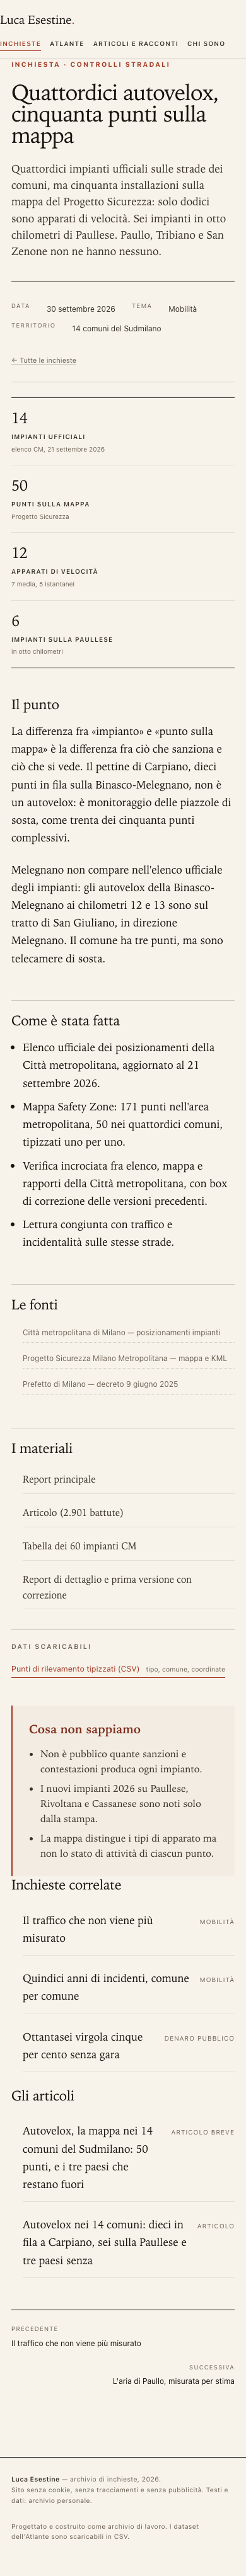 Luca Esestine.
INCHIESTE ATLANTE ARTICOLI E RACCONTI CHI SONO
INCHIESTA · CONTROLLI STRADALI
Quattordici autovelox,
cinquanta punti sulla
mappa
Quattordici impianti ufficiali sulle strade dei
comuni, ma cinquanta installazioni sulla
mappa del Progetto Sicurezza: solo dodici
sono apparati di velocità. Sei impianti in otto
chilometri di Paullese. Paullo, Tribiano e San
Zenone non ne hanno nessuno.
DATA 30 settembre 2026 TEMA Mobilità
TERRITORIO 14 comuni del Sudmilano
← Tutte le inchieste
14
IMPIANTI UFFICIALI
elenco CM, 21 settembre 2026
50
PUNTI SULLA MAPPA
Progetto Sicurezza
12
APPARATI DI VELOCITÀ
7 media, 5 istantanei
6
IMPIANTI SULLA PAULLESE
in otto chilometri
Il punto
La differenza fra «impianto» e «punto sulla
mappa» è la differenza fra ciò che sanziona e
ciò che si vede. Il pettine di Carpiano, dieci
punti in fila sulla Binasco-Melegnano, non è
un autovelox: è monitoraggio delle piazzole di
sosta, come trenta dei cinquanta punti
complessivi.
Melegnano non compare nell'elenco ufficiale
degli impianti: gli autovelox della Binasco-
Melegnano ai chilometri 12 e 13 sono sul
tratto di San Giuliano, in direzione
Melegnano. Il comune ha tre punti, ma sono
telecamere di sosta.
Come è stata fatta
• Elenco ufficiale dei posizionamenti della
Città metropolitana, aggiornato al 21
settembre 2026.
• Mappa Safety Zone: 171 punti nell'area
metropolitana, 50 nei quattordici comuni,
tipizzati uno per uno.
• Verifica incrociata fra elenco, mappa e
rapporti della Città metropolitana, con box
di correzione delle versioni precedenti.
• Lettura congiunta con traffico e
incidentalità sulle stesse strade.
Le fonti
Città metropolitana di Milano — posizionamenti impianti
Progetto Sicurezza Milano Metropolitana — mappa e KML
Prefetto di Milano — decreto 9 giugno 2025
I materiali
Report principale
Articolo (2.901 battute)
Tabella dei 60 impianti CM
Report di dettaglio e prima versione con
correzione
DATI SCARICABILI
Punti di rilevamento tipizzati (CSV) tipo, comune, coordinate
Cosa non sappiamo
• Non è pubblico quante sanzioni e
contestazioni produca ogni impianto.
• I nuovi impianti 2026 su Paullese,
Rivoltana e Cassanese sono noti solo
dalla stampa.
• La mappa distingue i tipi di apparato ma
non lo stato di attività di ciascun punto.
Inchieste correlate
Il traffico che non viene più MOBILITÀ
misurato
Quindici anni di incidenti, comune MOBILITÀ
per comune
Ottantasei virgola cinque DENARO PUBBLICO
per cento senza gara
Gli articoli
Autovelox, la mappa nei 14 ARTICOLO BREVE
comuni del Sudmilano: 50
punti, e i tre paesi che
restano fuori
Autovelox nei 14 comuni: dieci in ARTICOLO
fila a Carpiano, sei sulla Paullese e
tre paesi senza
PRECEDENTE
Il traffico che non viene più misurato
SUCCESSIVA
L'aria di Paullo, misurata per stima
Luca Esestine — archivio di inchieste, 2026.
Sito senza cookie, senza tracciamenti e senza pubblicità. Testi e
dati: archivio personale.
Progettato e costruito come archivio di lavoro. I dataset
dell'Atlante sono scaricabili in CSV.